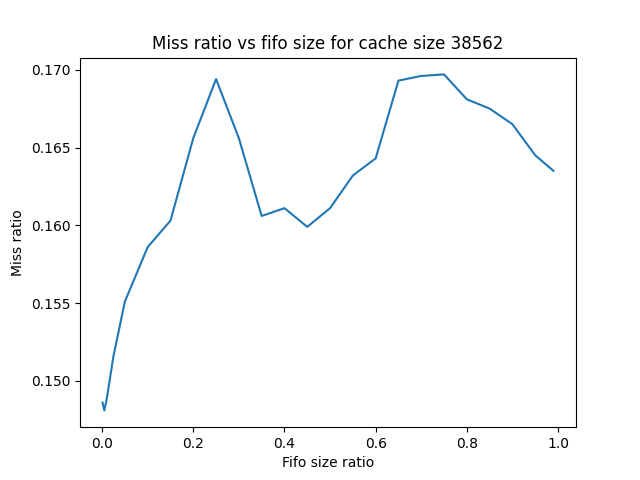 Miss ratio vs fifo size for cache size 38562
0.170
0.165
0.160
0.155
0.150
Miss ratio
0.0 0.2 0.4 0.6 0.8 1.0
Fifo size ratio